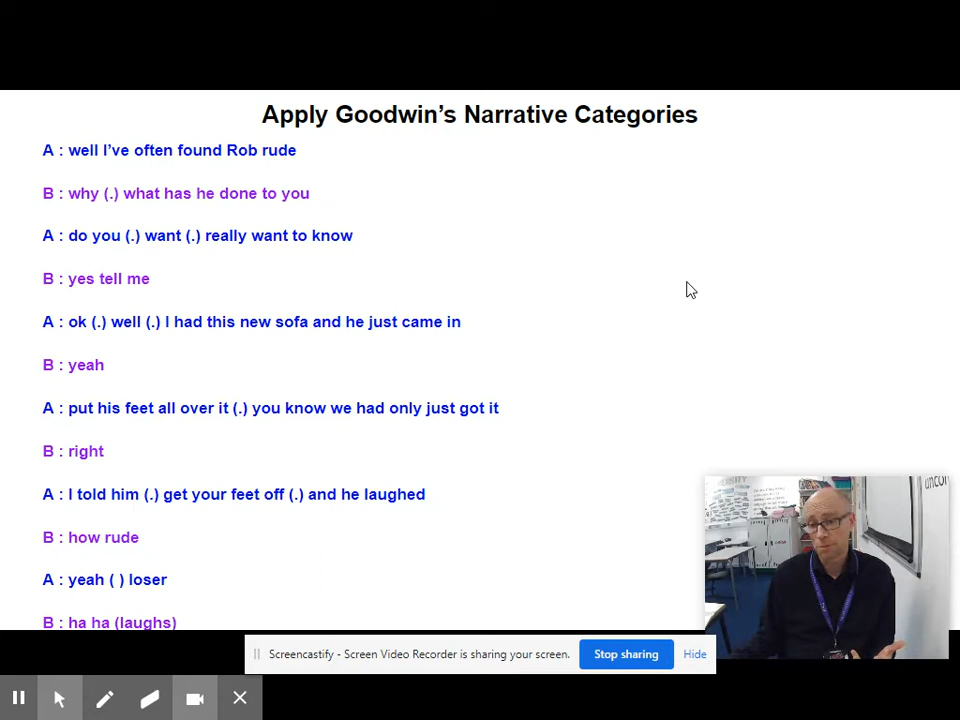 Apply Goodwin's Narrative Categories
A : well I've often found Rob rude
B : why (.) what has he done to you
A : do you (.) want (.) really want to know
B : yes tell me
A : ok (.) well (.) I had this new sofa and he just came in
B : yeah
A : put his feet all over it (.) you know we had only just got it
B : right
A : I told him (.) get your feet off (.) and he laughed
B : how rude
A : yeah ( ) loser
B : ha ha (laughs)
Screencastify - Screen Video Recorder is sharing your screen.
Stop sharing
Hide